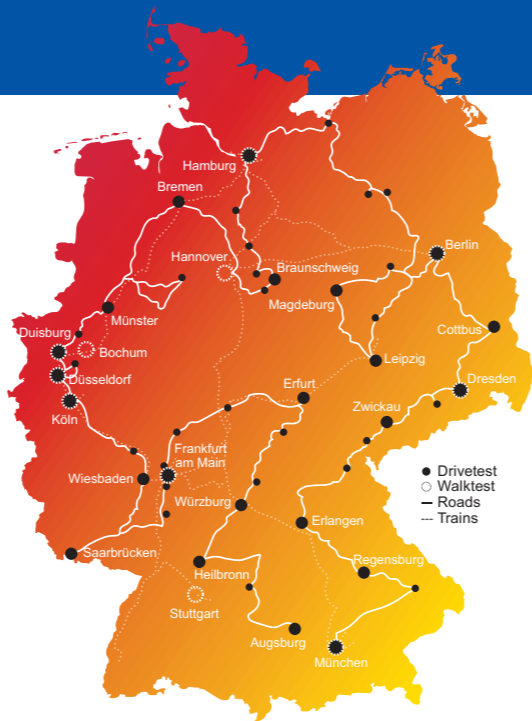 Hamburg
Bremen
Hannover
Berlin
Braunschweig
Magdeburg
Münster
Cottbus
Duisburg
Bochum
Leipzig
Düsseldorf
Erfurt
Dresden
Köln
Zwickau
Frankfurt
am Main
Wiesbaden
Drivetest
Walktest
Würzburg
Roads
Trains
Erlangen
Saarbrücken
Regensburg
Heilbronn
Stuttgart
Augsburg
München